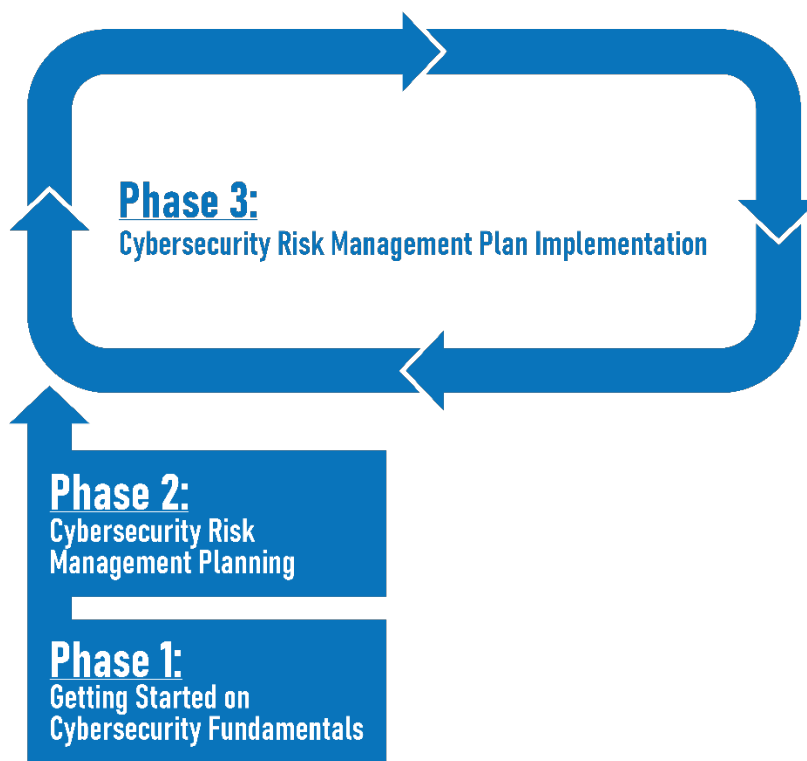 Phase 3:
Cybersecurity Risk Management Plan Implementation
Phase 2:
Cybersecurity Risk
Management Planning
Phase 1:
Getting Started on
Cybersecurity Fundamentals